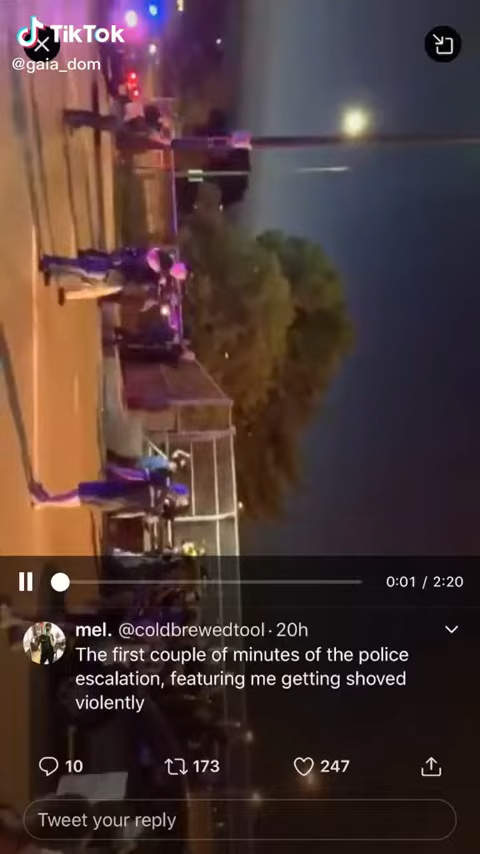 TikTok
@gaia_dom
0:01 / 2:20
mel. @coldbrewedtool · 20h
The first couple of minutes of the police
escalation, featuring me getting shoved
violently
10 173 247
Tweet your reply